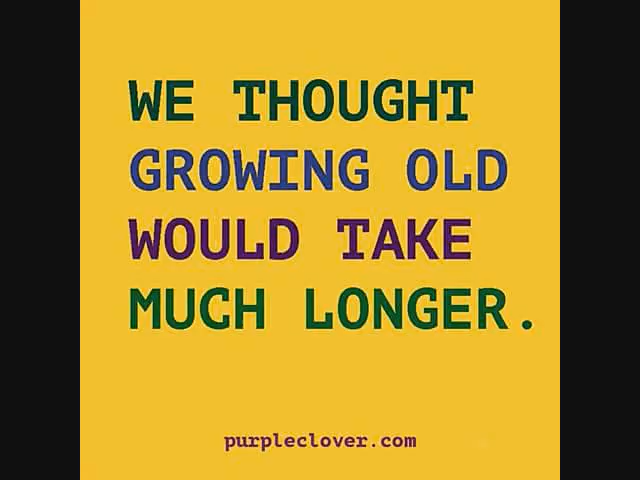 WE THOUGHT
GROWING OLD
WOULD TAKE
MUCH LONGER.
purpleclover.com